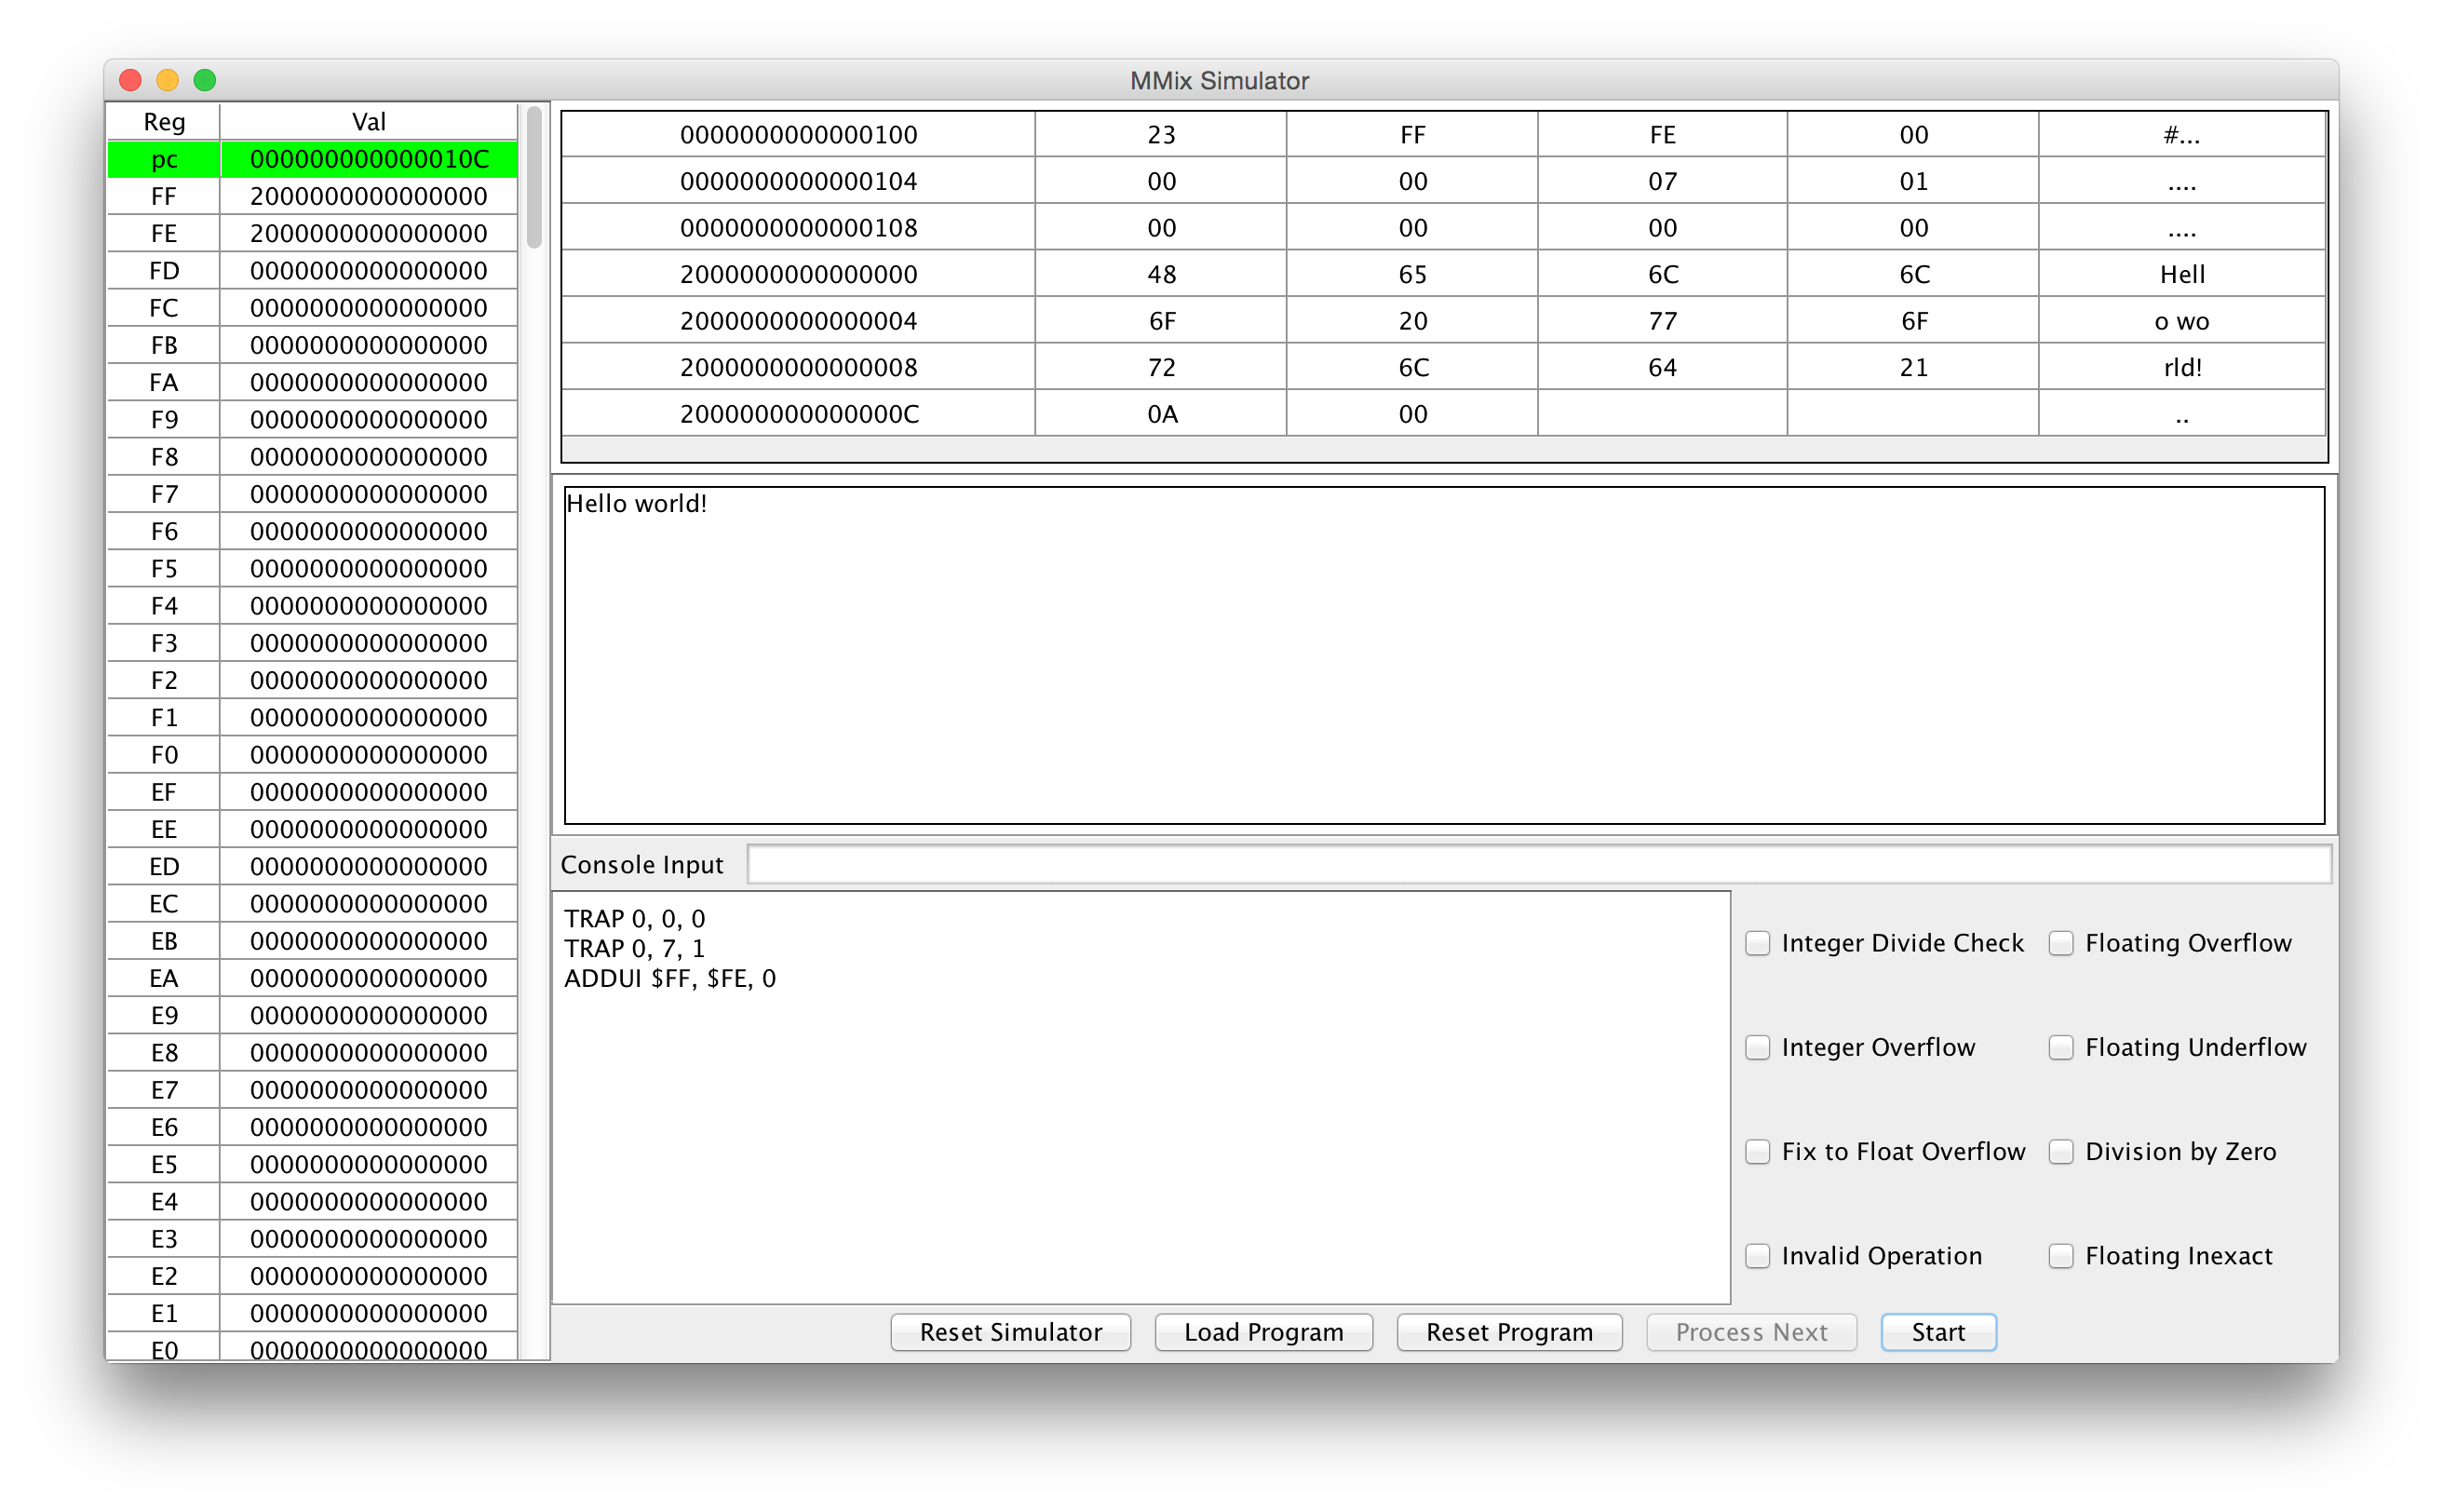 MMix Simulator
Reg Val
pc 000000000000010C
FF 2000000000000000
FE 2000000000000000
FD 0000000000000000
FC 0000000000000000
FB 0000000000000000
FA 0000000000000000
F9 0000000000000000
F8 0000000000000000
F7 0000000000000000
F6 0000000000000000
F5 0000000000000000
F4 0000000000000000
F3 0000000000000000
F2 0000000000000000
F1 0000000000000000
F0 0000000000000000
EF 0000000000000000
EE 0000000000000000
ED 0000000000000000
EC 0000000000000000
EB 0000000000000000
EA 0000000000000000
E9 0000000000000000
E8 0000000000000000
E7 0000000000000000
E6 0000000000000000
E5 0000000000000000
E4 0000000000000000
E3 0000000000000000
E2 0000000000000000
E1 0000000000000000
E0 0000000000000000
0000000000000100 23 FF FE 00 #...
0000000000000104 00 00 07 01 ....
0000000000000108 00 00 00 00 ....
2000000000000000 48 65 6C 6C Hell
2000000000000004 6F 20 77 6F o wo
2000000000000008 72 6C 64 21 rld!
200000000000000C 0A 00 ..
Hello world!
Console Input
TRAP 0, 0, 0
TRAP 0, 7, 1
ADDUI $FF, $FE, 0
Integer Divide Check Floating Overflow
Integer Overflow Floating Underflow
Fix to Float Overflow Division by Zero
Invalid Operation Floating Inexact
Reset Simulator Load Program Reset Program Process Next Start